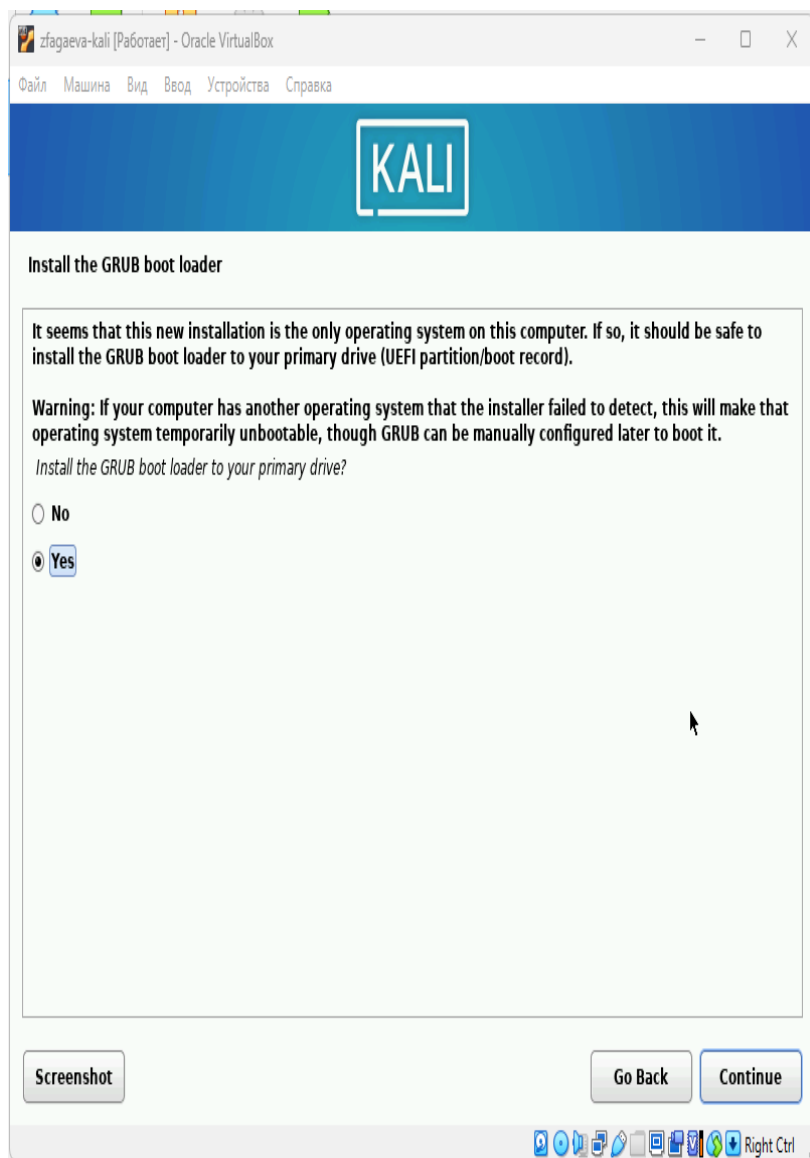 zfagaeva-kali [Работает] - Oracle VirtualBox
Файл Машина Вид Ввод Устройства Справка
KALI
Install the GRUB boot loader
It seems that this new installation is the only operating system on this computer. If so, it should be safe to
install the GRUB boot loader to your primary drive (UEFI partition/boot record).
Warning: If your computer has another operating system that the installer failed to detect, this will make that
operating system temporarily unbootable, though GRUB can be manually configured later to boot it.
Install the GRUB boot loader to your primary drive?
No
Yes
Screenshot Go Back Continue
Right Ctrl